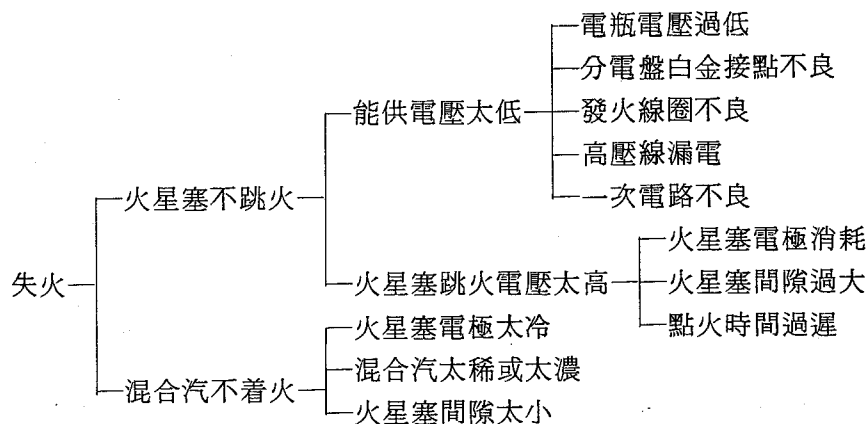 失火
火星塞不跳火
能供電壓太低
電瓶電壓過低
分電盤白金接點不良
發火線圈不良
高壓線漏電
一次電路不良
火星塞跳火電壓太高
火星塞電極消耗
火星塞間隙過大
點火時間過遲
混合汽不着火
火星塞電極太冷
混合汽太稀或太濃
火星塞間隙太小